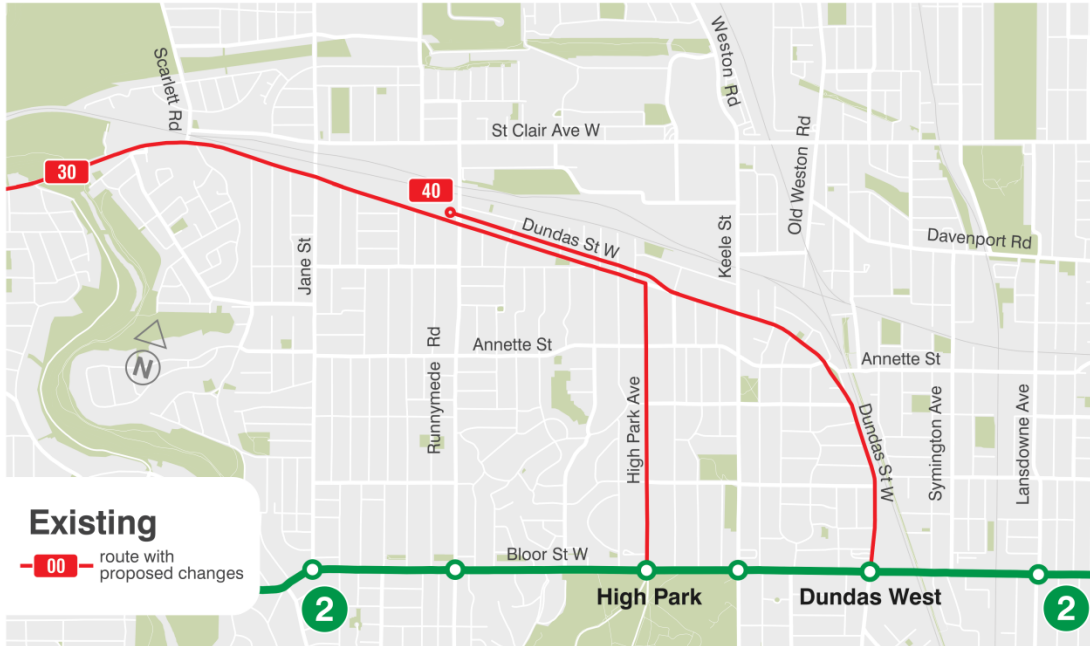 Scarlett Rd
Weston Rd
St Clair Ave W
Old Weston Rd
30
40
Dundas St W
Keele St
Davenport Rd
Jane St
Runnymede Rd
Annette St
Annette St
N
High Park Ave
Dundas St W
Symington Ave
Lansdowne Ave
Existing
00 route with
proposed changes
Bloor St W
High Park
Dundas West
2
2